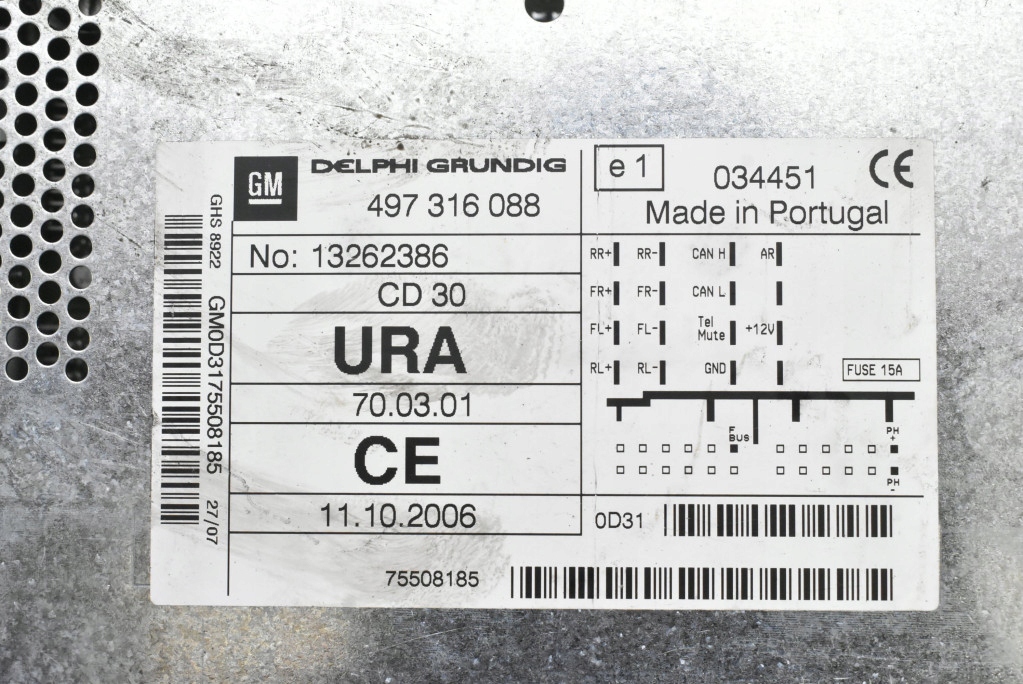 GM
DELPHI GRUNDIG
497 316 088
No: 13262386
CD 30
URA
70.03.01
CE
11.10.2006
75508185
GHS 8922
GM0D3175508185
27/07
e 1
034451
CE
Made in Portugal
RR+ RR- CAN H AR
FR+ FR- CAN L
FL+ FL- Tel Mute +12V
RL+ RL- GND
FUSE 15A
F BUS
PH +
PH -
0D31